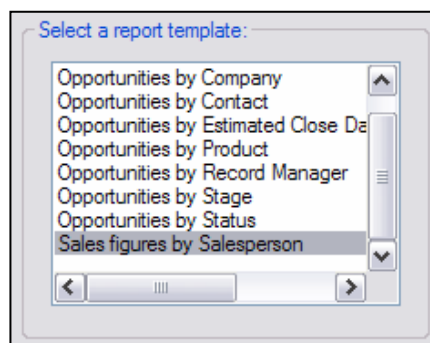 Select a report template:
Opportunities by Company
Opportunities by Contact
Opportunities by Estimated Close Da
Opportunities by Product
Opportunities by Record Manager
Opportunities by Stage
Opportunities by Status
Sales figures by Salesperson